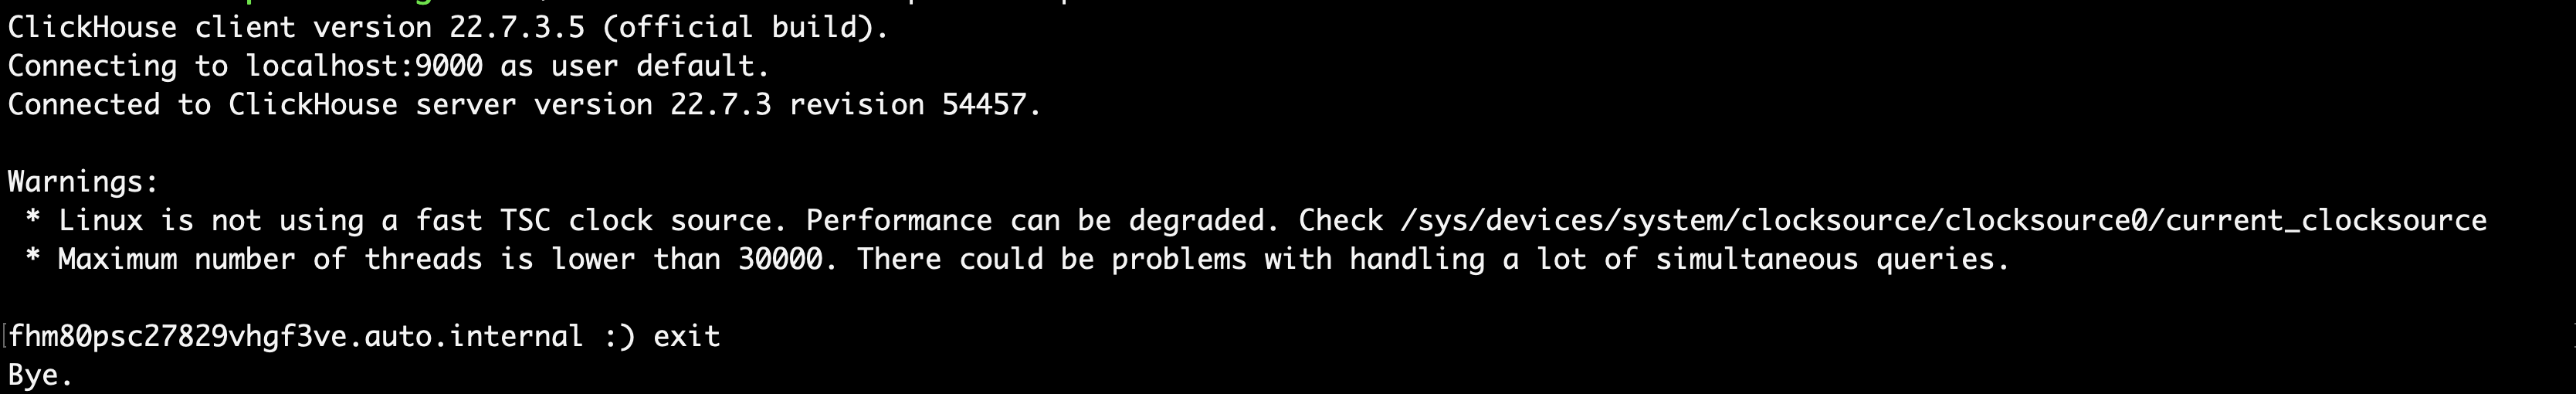 ClickHouse client version 22.7.3.5 (official build).
Connecting to localhost:9000 as user default.
Connected to ClickHouse server version 22.7.3 revision 54457.
Warnings:
* Linux is not using a fast TSC clock source. Performance can be degraded. Check /sys/devices/system/clocksource/clocksource0/current_clocksource
* Maximum number of threads is lower than 30000. There could be problems with handling a lot of simultaneous queries.
fhm80psc27829vhgf3ve.auto.internal :) exit
Bye.